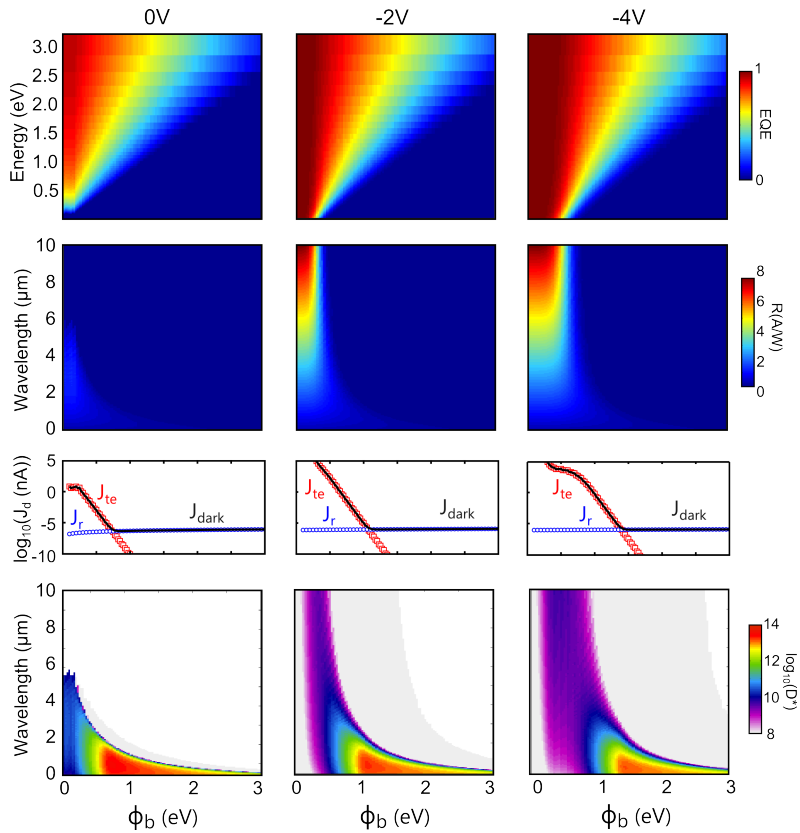 0V -2V -4V
Energy (eV)
3.0
2.5
2.0
1.5
1.0
0.5
1
EQE
0
Wavelength (µm)
10
8
6
4
2
0
8
6
4
2
0
R(A/W)
log10(Jd (nA))
5
0
-5
-10
Jte
Jr
Jdark
Jte
Jr
Jdark
Jte
Jr
Jdark
Wavelength (µm)
10
8
6
4
2
0
14
12
10
8
log10(D*)
0 1 2 3 0 1 2 3 0 1 2 3
ϕb (eV) ϕb (eV) ϕb (eV)